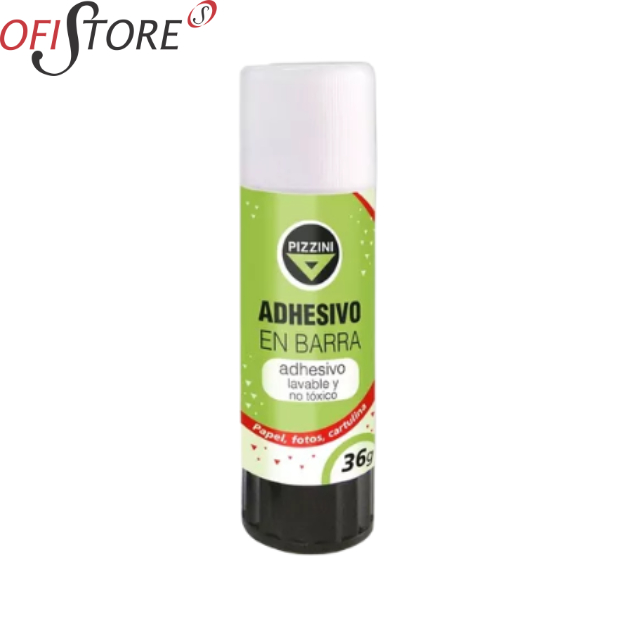 OFISTORE
PIZZINI
ADHESIVO
EN BARRA
adhesivo
lavable y
no tóxico
Papel, fotos, cartulina
36g